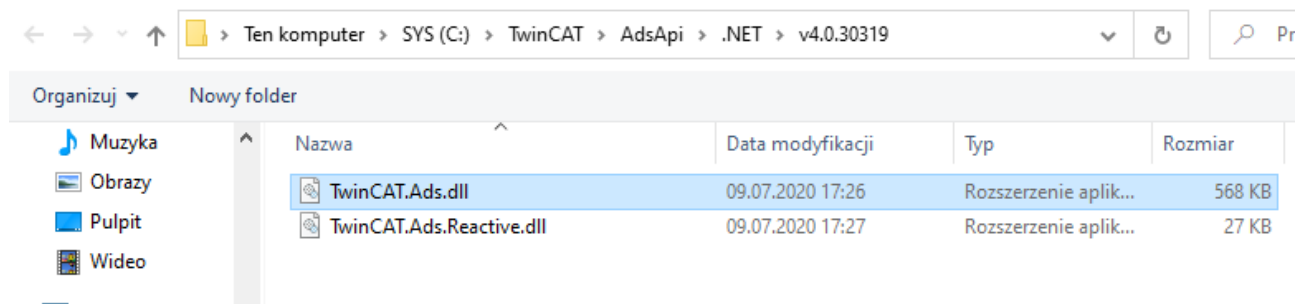 Ten komputer > SYS (C:) > TwinCAT > AdsApi > .NET > v4.0.30319
Organizuj Nowy folder
Muzyka
Obrazy
Pulpit
Wideo
Nazwa Data modyfikacji Typ Rozmiar
TwinCAT.Ads.dll 09.07.2020 17:26 Rozszerzenie aplik... 568 KB
TwinCAT.Ads.Reactive.dll 09.07.2020 17:27 Rozszerzenie aplik... 27 KB